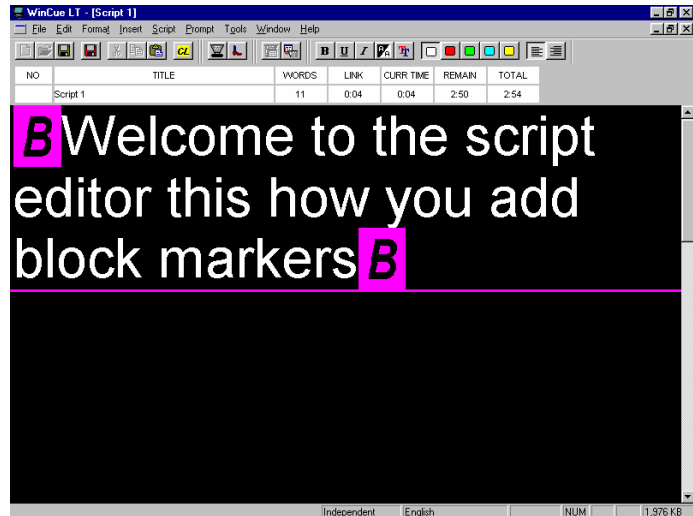 WinCue LT - [Script 1]
File Edit Format Insert Script Prompt Tools Window Help
CL B U I
NO TITLE WORDS LINK CURR TIME REMAIN TOTAL
Script 1 11 0:04 0:04 2:50 2:54
B Welcome to the script
editor this how you add
block markers B
Independent English NUM 1.976 KB